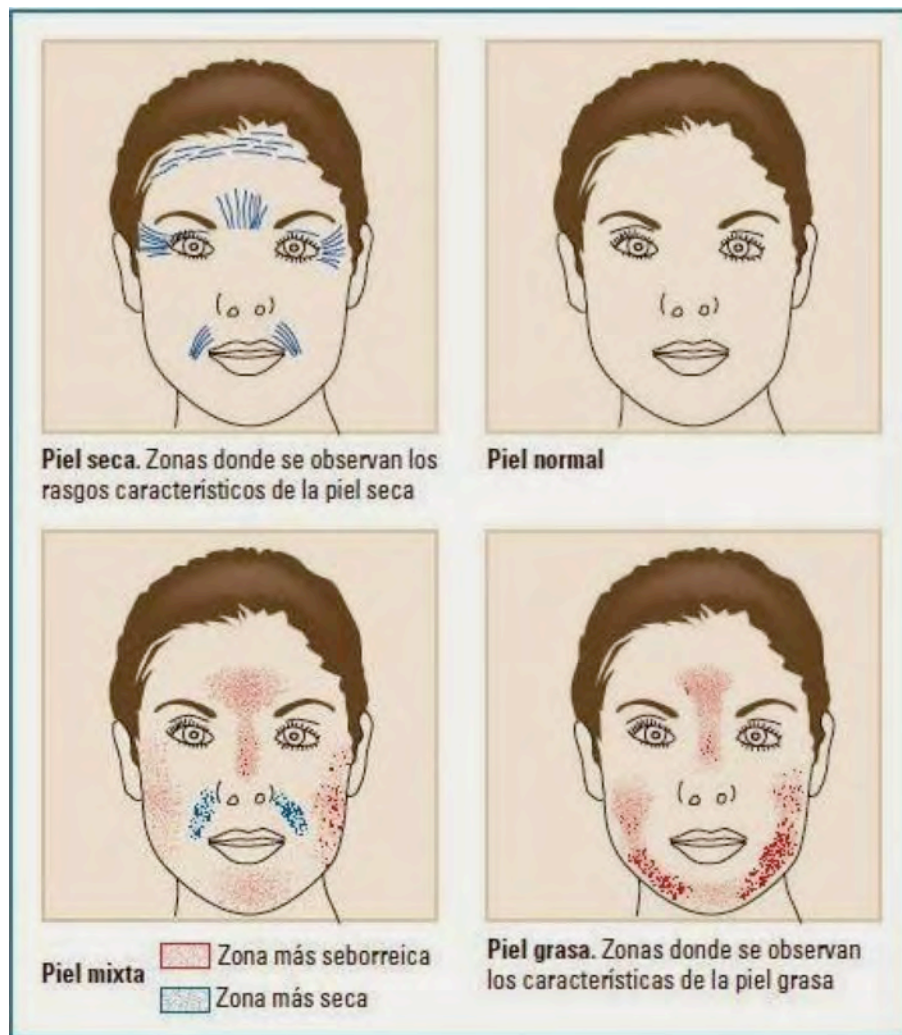 Piel seca. Zonas donde se observan los
rasgos característicos de la piel seca
Piel normal
Piel mixta
Zona más seborreica
Zona más seca
Piel grasa. Zonas donde se observan
los características de la piel grasa